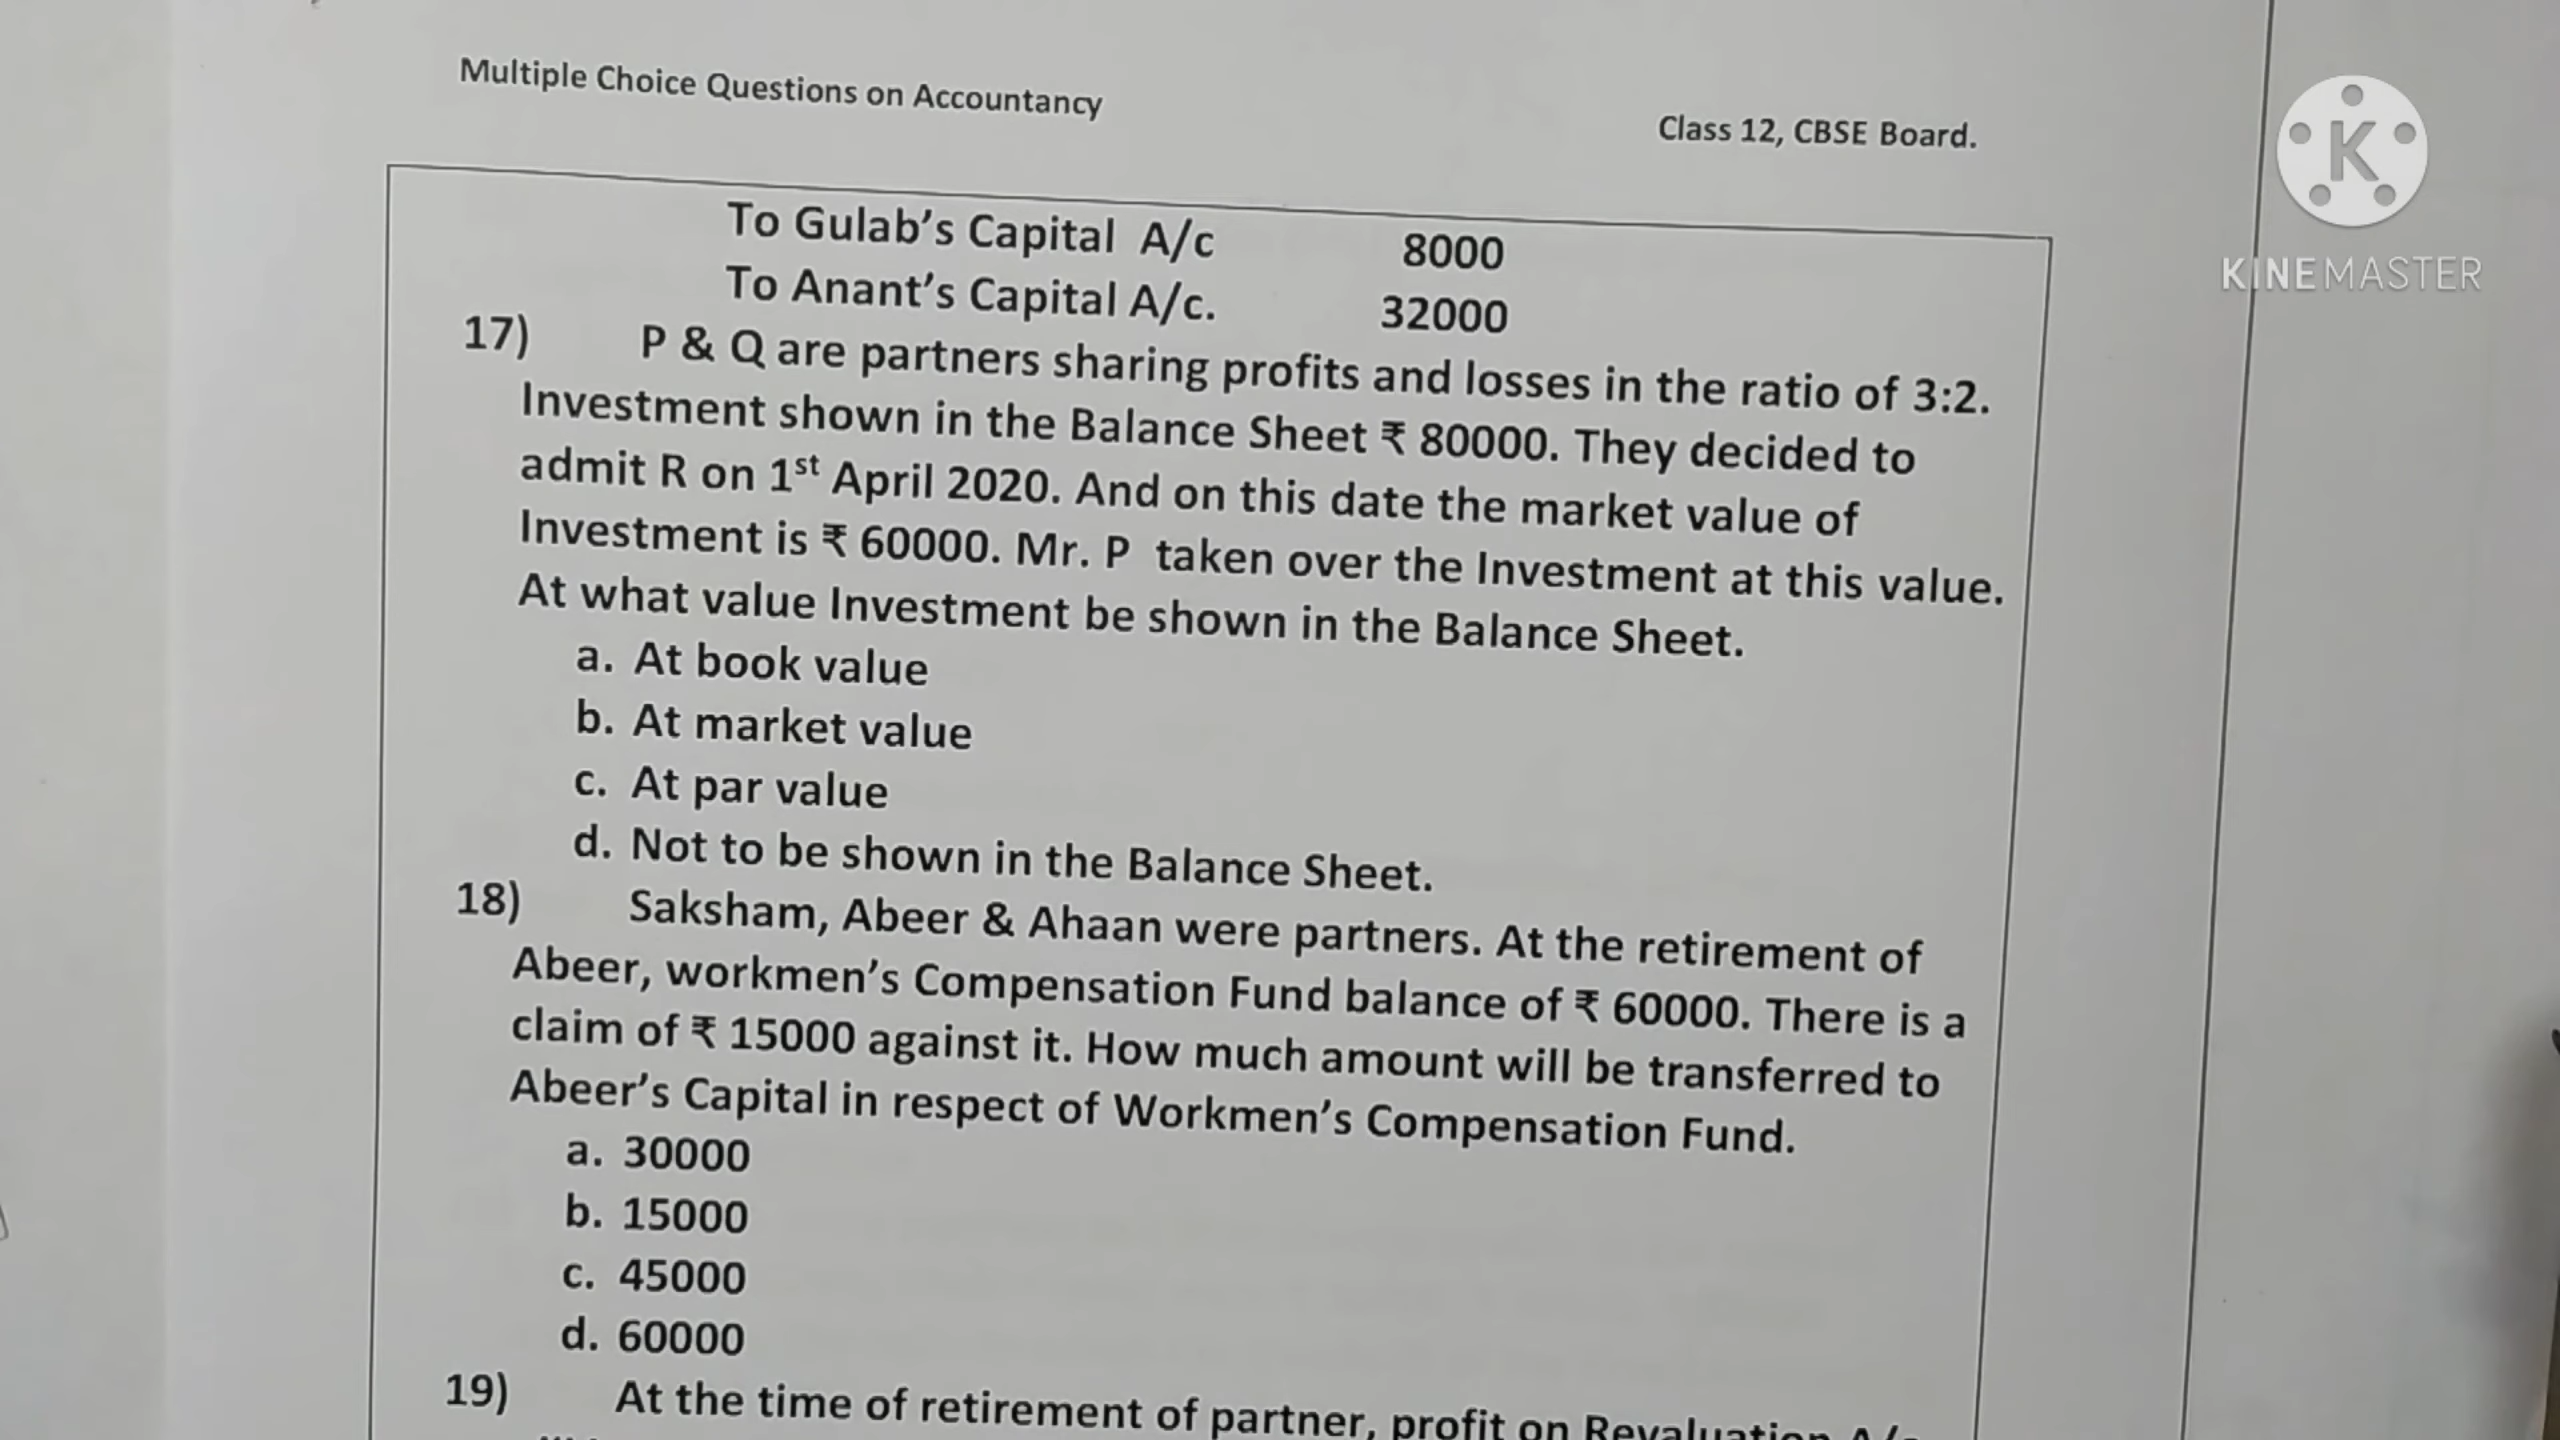 Multiple Choice Questions on Accountancy
Class 12, CBSE Board.
K
KINEMASTER
To Gulab's Capital A/c 8000
To Anant's Capital A/c. 32000
17) P & Q are partners sharing profits and losses in the ratio of 3:2.
Investment shown in the Balance Sheet ₹ 80000. They decided to
admit R on 1st April 2020. And on this date the market value of
Investment is ₹ 60000. Mr. P taken over the Investment at this value.
At what value Investment be shown in the Balance Sheet.
a. At book value
b. At market value
c. At par value
d. Not to be shown in the Balance Sheet.
18) Saksham, Abeer & Ahaan were partners. At the retirement of
Abeer, workmen's Compensation Fund balance of ₹ 60000. There is a
claim of ₹ 15000 against it. How much amount will be transferred to
Abeer's Capital in respect of Workmen's Compensation Fund.
a. 30000
b. 15000
c. 45000
d. 60000
19) At the time of retirement of partner, profit on Revaluation A/c